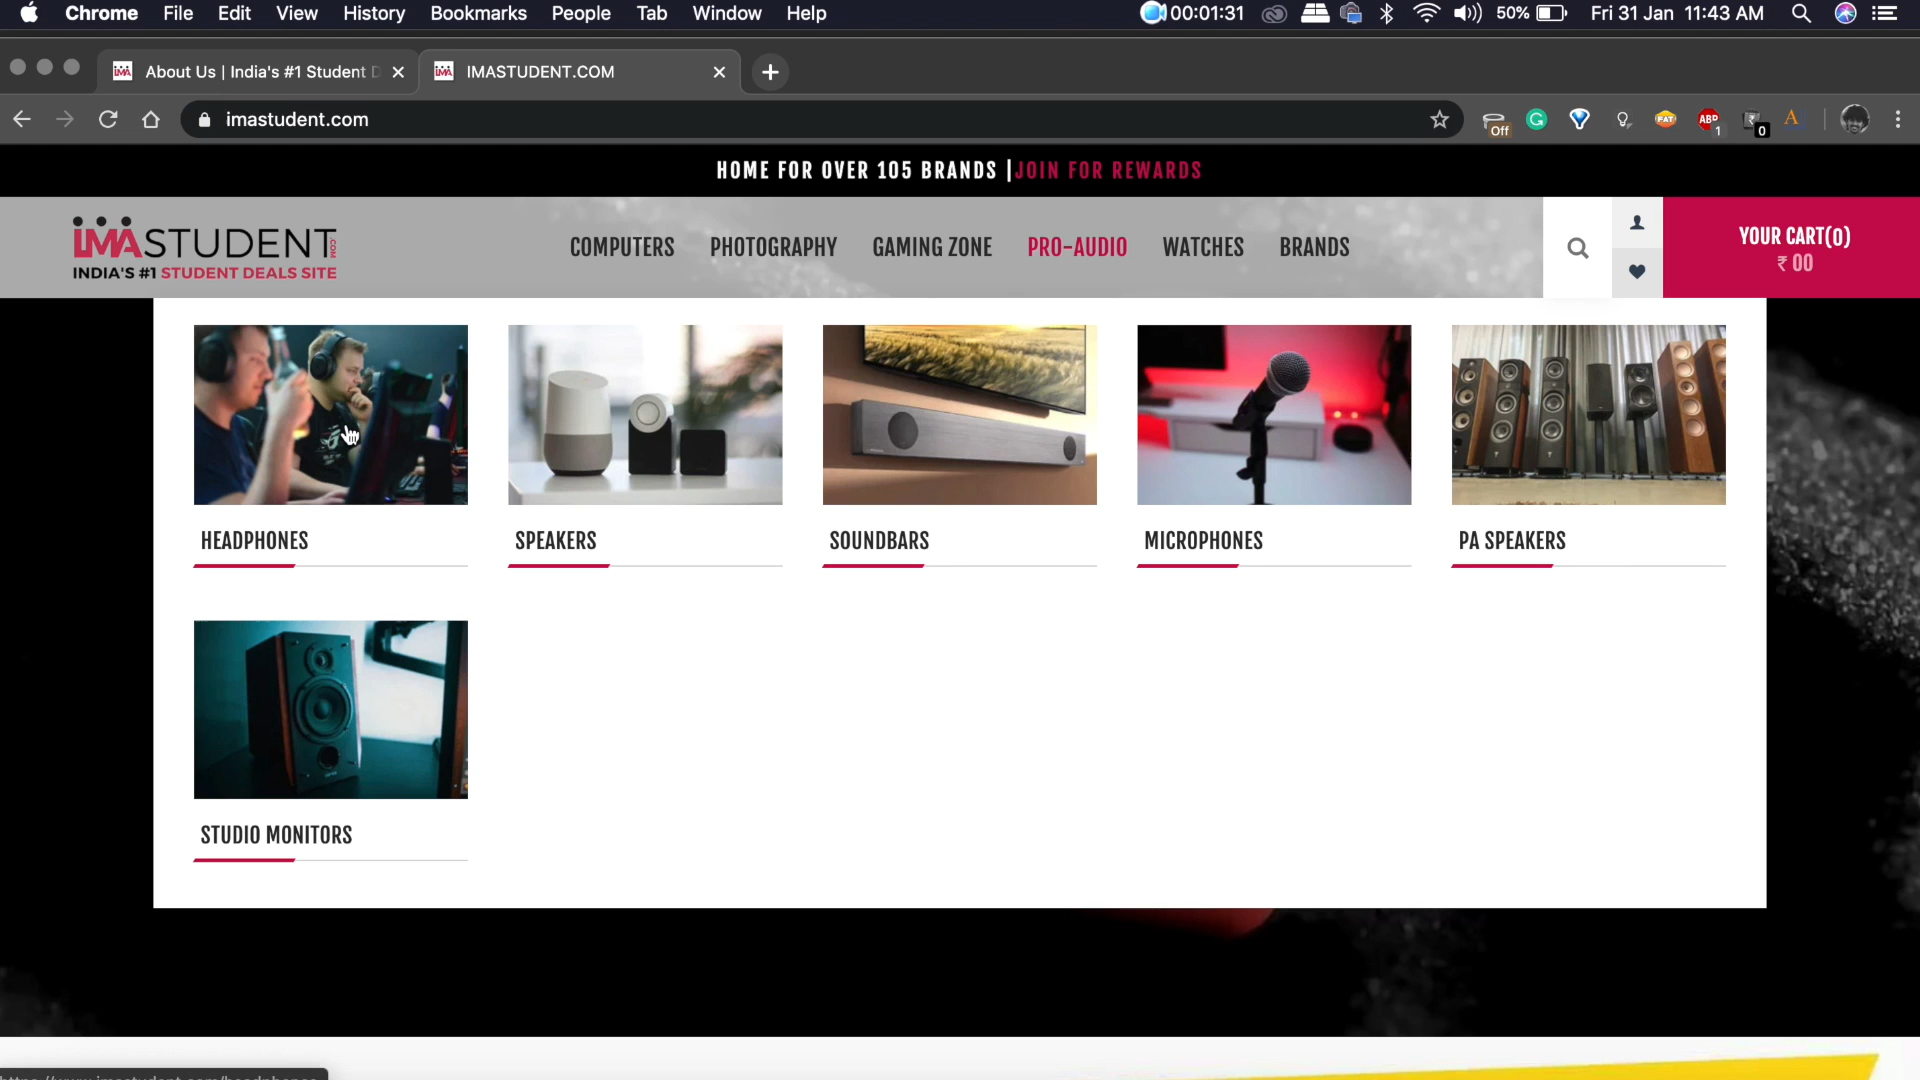 Chrome File Edit View History Bookmarks People Tab Window Help 00:01:31 50% Fri 31 Jan 11:43 AM
About Us | India's #1 Student D
IMASTUDENT.COM
imastudent.com
Off
ABP
1
0
HOME FOR OVER 105 BRANDS | JOIN FOR REWARDS
IMASTUDENT.COM
INDIA'S #1 STUDENT DEALS SITE
COMPUTERS PHOTOGRAPHY GAMING ZONE PRO-AUDIO WATCHES BRANDS
YOUR CART(0)
₹ 00
HEADPHONES SPEAKERS SOUNDBARS MICROPHONES PA SPEAKERS
STUDIO MONITORS